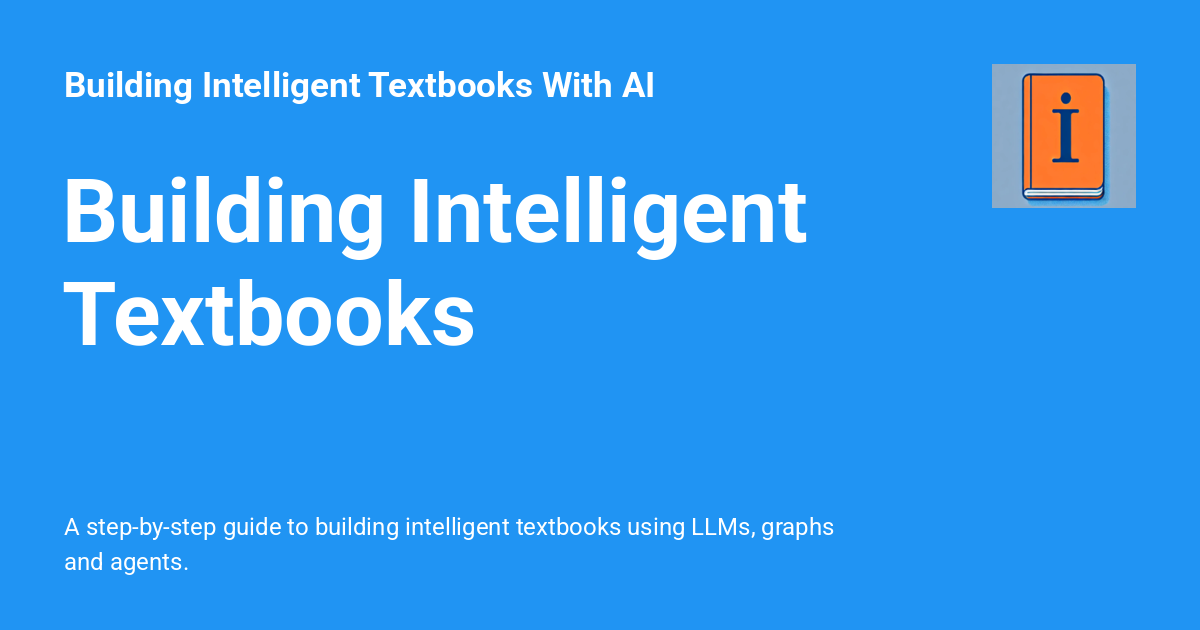 Building Intelligent Textbooks With AI
i
Building Intelligent
Textbooks
A step-by-step guide to building intelligent textbooks using LLMs, graphs
and agents.